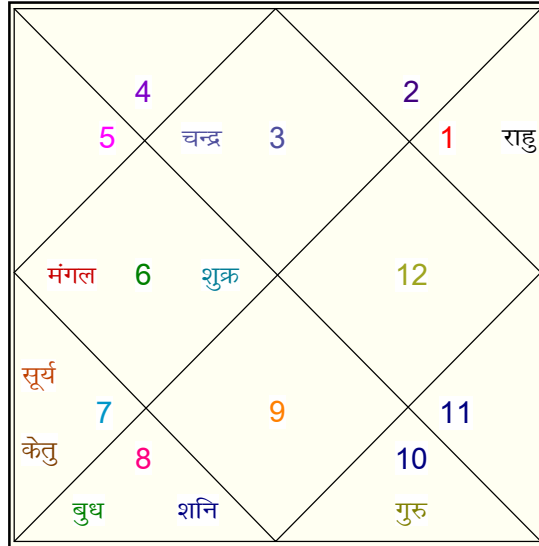 4 2
5 चन्द्र 3 1 राहु
मंगल 6 शुक्र 12
सूर्य
7 9 11
केतु 8 10
बुध शनि गुरु